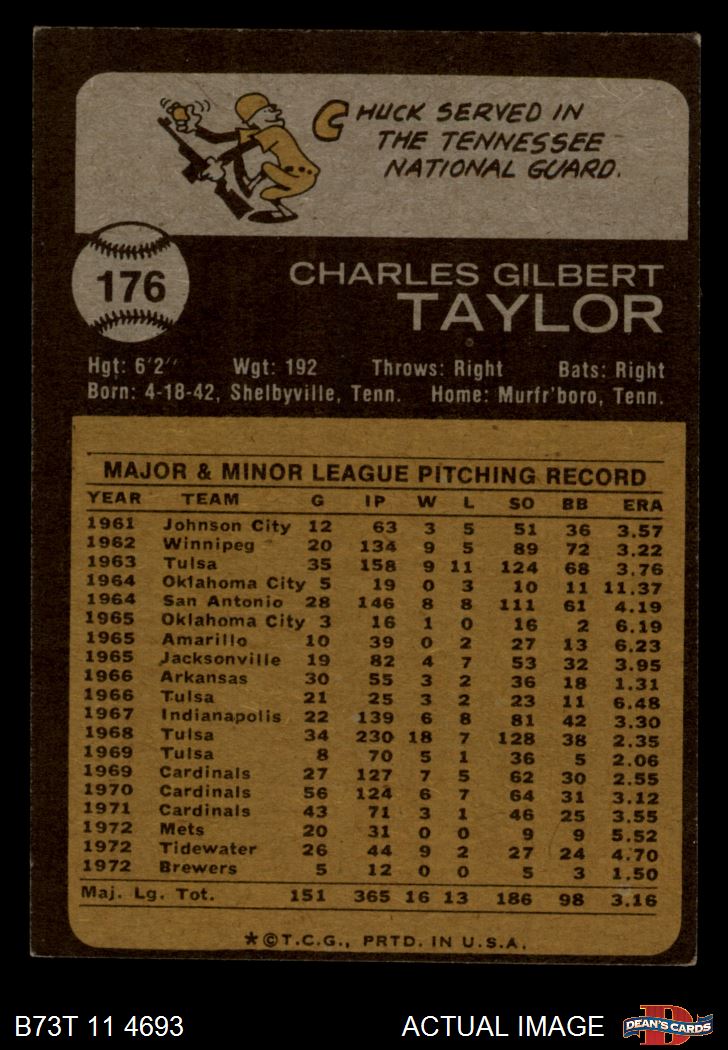 CHUCK SERVED IN
THE TENNESSEE
NATIONAL GUARD.
176
CHARLES GILBERT
TAYLOR
Hgt: 6'2" Wgt: 192 Throws: Right Bats: Right
Born: 4-18-42, Shelbyville, Tenn. Home: Murfr'boro, Tenn.
MAJOR & MINOR LEAGUE PITCHING RECORD
YEAR TEAM G IP W L SO BB ERA
1961 Johnson City 12 63 3 5 51 36 3.57
1962 Winnipeg 20 134 9 5 89 72 3.22
1963 Tulsa 35 158 9 11 124 68 3.76
1964 Oklahoma City 5 19 0 3 10 11 11.37
1964 San Antonio 28 146 8 8 111 61 4.19
1965 Oklahoma City 3 16 1 0 16 2 6.19
1965 Amarillo 10 39 0 2 27 13 6.23
1965 Jacksonville 19 82 4 7 53 32 3.95
1966 Arkansas 30 55 3 2 36 18 1.31
1966 Tulsa 21 25 3 2 23 11 6.48
1967 Indianapolis 22 139 6 8 81 42 3.30
1968 Tulsa 34 230 18 7 128 38 2.35
1969 Tulsa 8 70 5 1 36 5 2.06
1969 Cardinals 27 127 7 5 62 30 2.55
1970 Cardinals 56 124 6 7 64 31 3.12
1971 Cardinals 43 71 3 1 46 25 3.55
1972 Mets 20 31 0 0 9 9 5.52
1972 Tidewater 26 44 9 2 27 24 4.70
1972 Brewers 5 12 0 0 5 3 1.50
Maj. Lg. Tot. 151 365 16 13 186 98 3.16
*©T.C.G., PRTD. IN U.S.A.
B73T 11 4693 ACTUAL IMAGE
D
DEAN'S CARDS